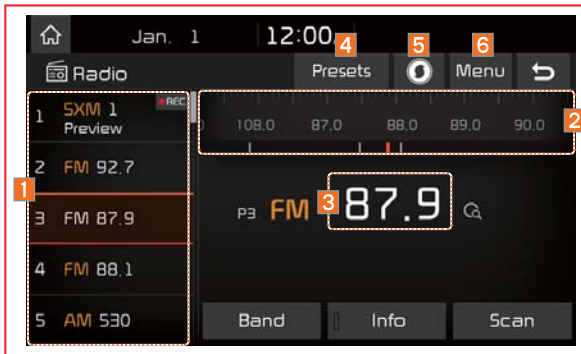 Jan. 1 12:00
4 5 6
Radio Presets Menu
1 SXM 1 REC
Preview
108.0 87.0 88.0 89.0 90.0 2
2 FM 92.7
1
3 FM 87.9
P3 FM 3 87.9
4 FM 88.1
5 AM 530
Band Info Scan